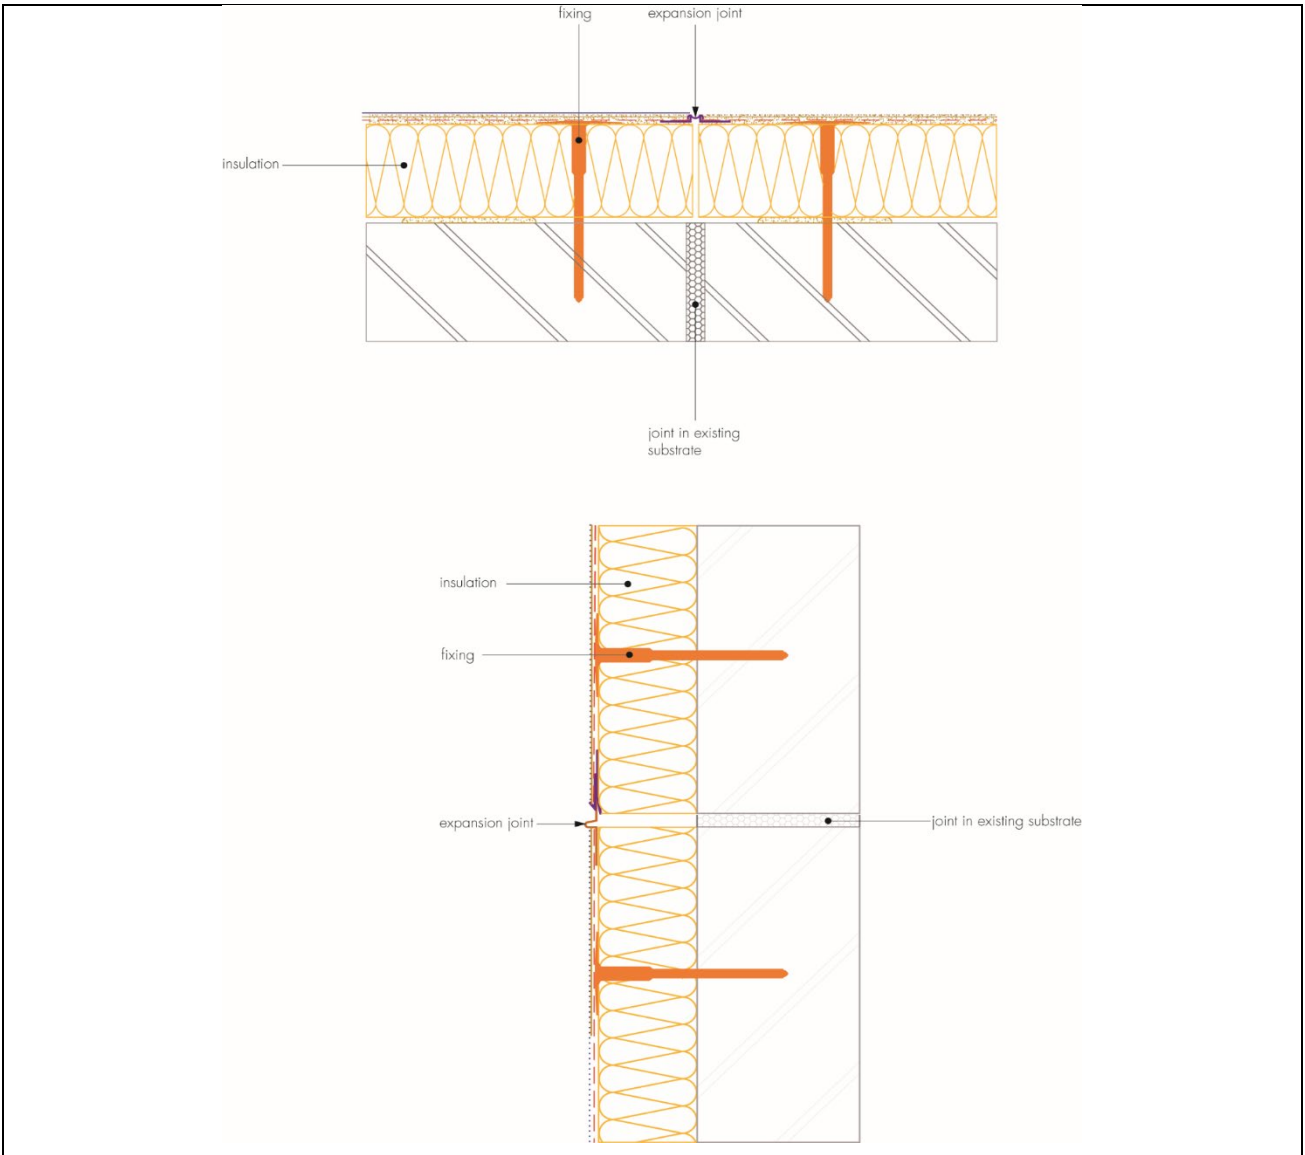 fixing
expansion joint
insulation
joint in existing
substrate
insulation
fixing
expansion joint
joint in existing substrate